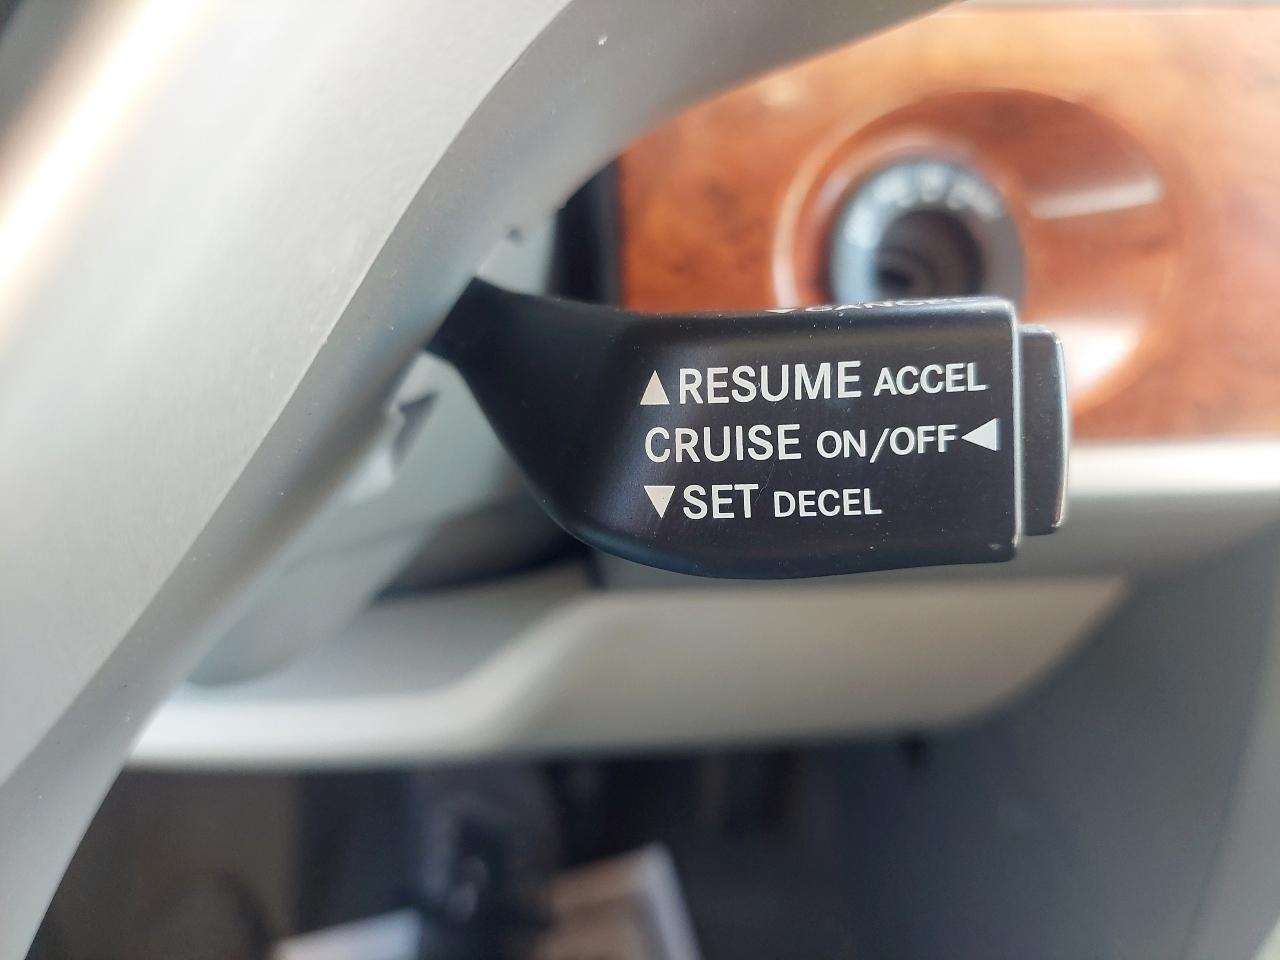 ▲RESUME ACCEL
CRUISE ON/OFF◀
▼SET DECEL